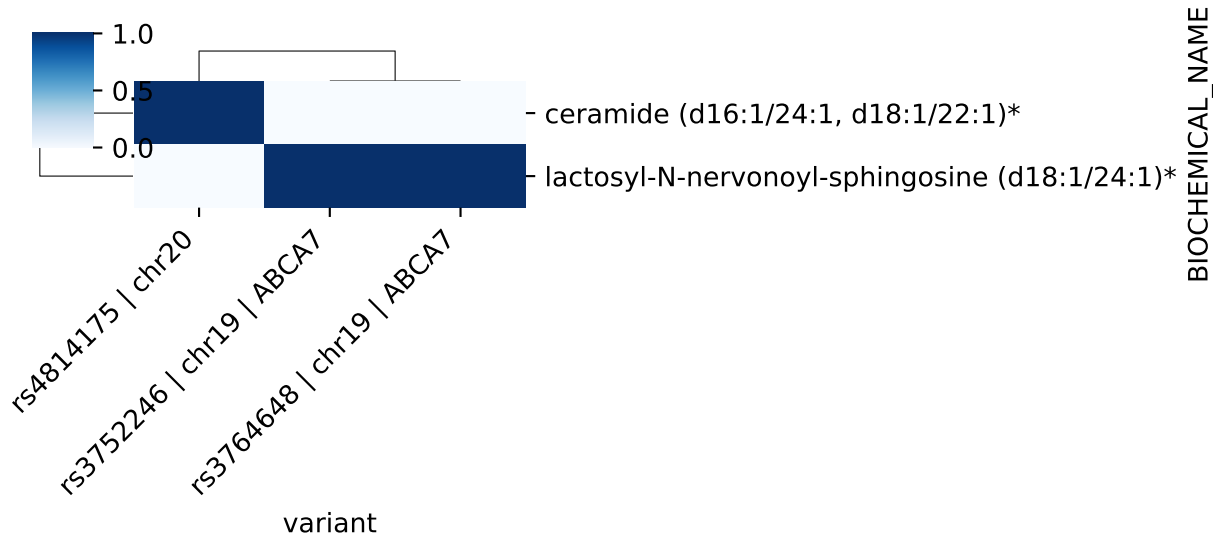 1.0
0.5
0.0
ceramide (d16:1/24:1, d18:1/22:1)*
lactosyl-N-nervonoyl-sphingosine (d18:1/24:1)*
BIOCHEMICAL_NAME
rs4814175 | chr20
rs3752246 | chr19 | ABCA7
rs3764648 | chr19 | ABCA7
variant